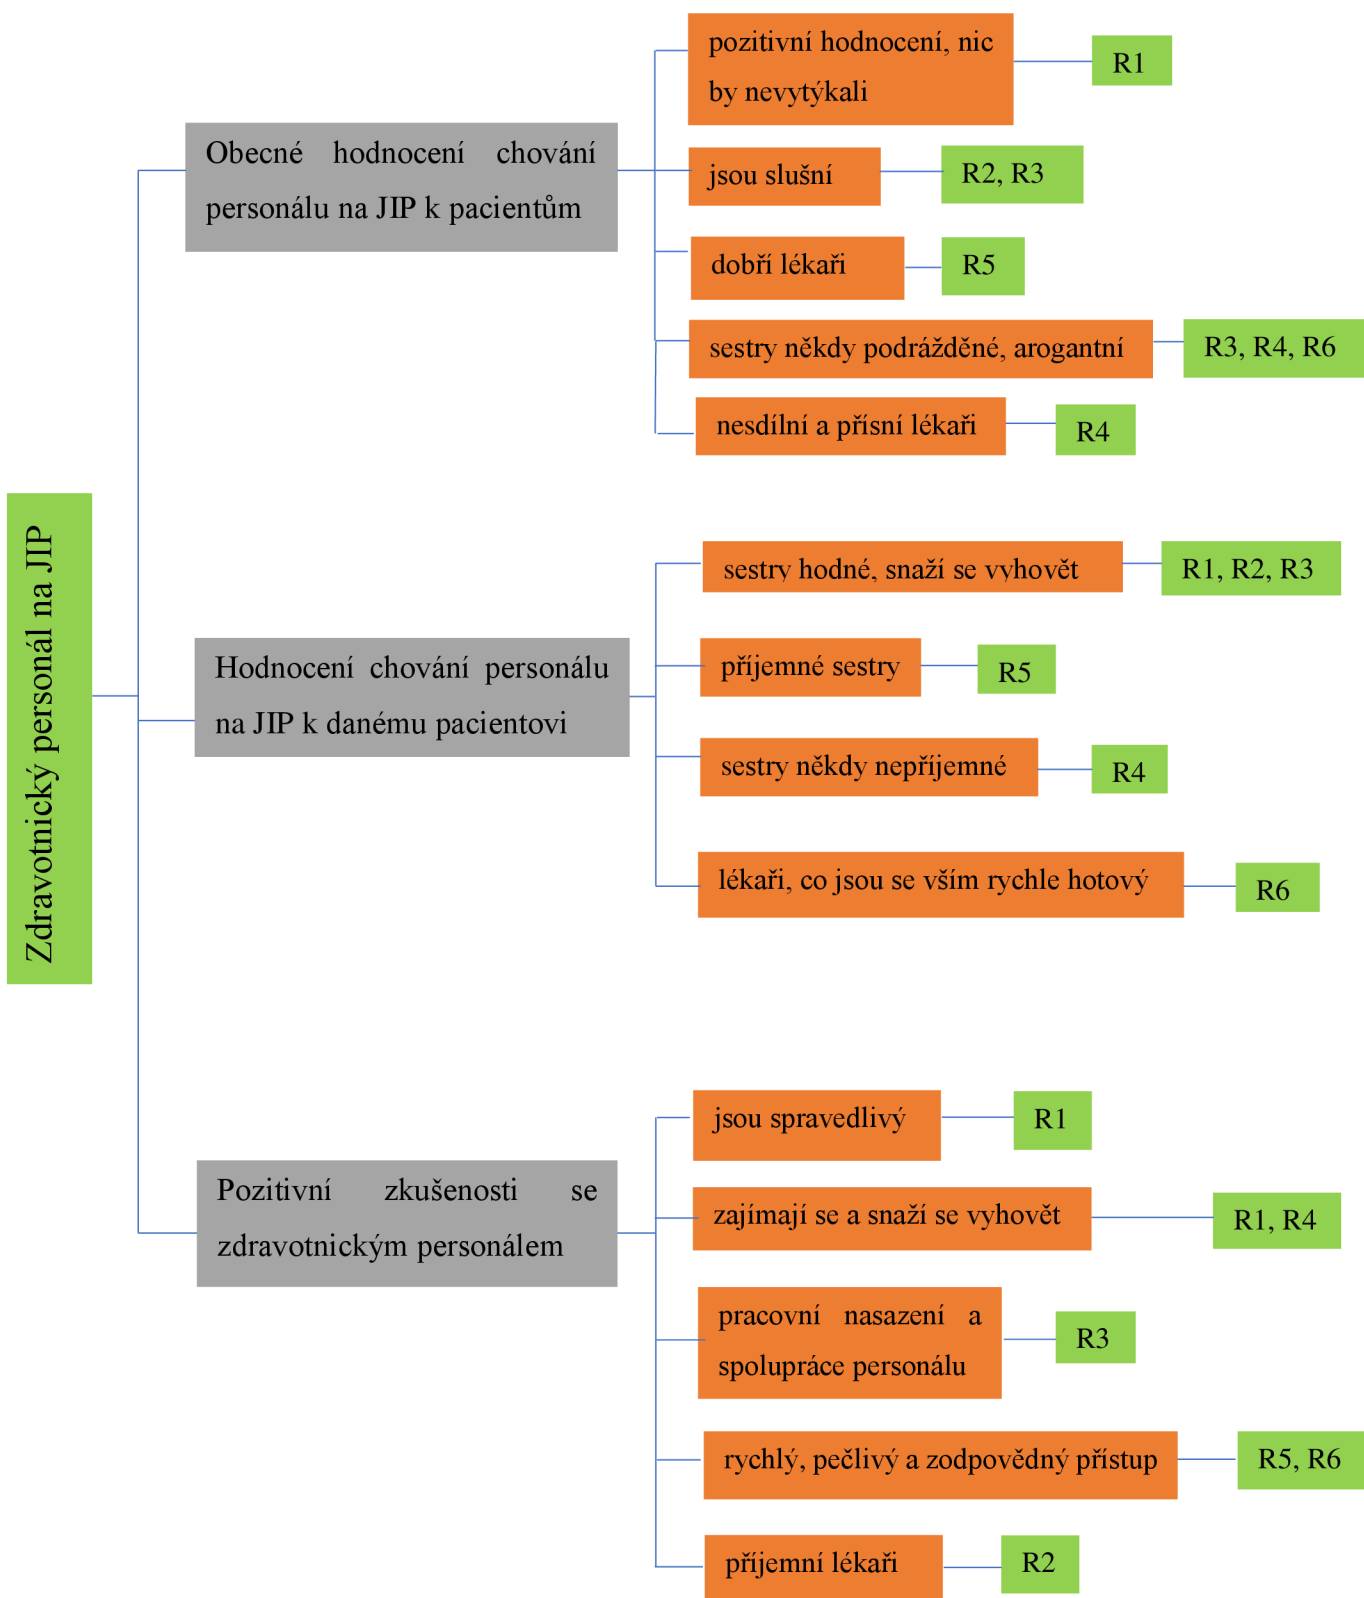 Zdravotnický personál na JIP
Obecné hodnocení chování
personálu na JIP k pacientům
pozitivní hodnocení, nic
by nevytýkali
R1
jsou slušní
R2, R3
dobří lékaři
R5
sestry někdy podrážděné, arogantní
R3, R4, R6
nesdílní a přísní lékaři
R4
Hodnocení chování personálu
na JIP k danému pacientovi
sestry hodné, snaží se vyhovět
R1, R2, R3
příjemné sestry
R5
sestry někdy nepříjemné
R4
lékaři, co jsou se vším rychle hotový
R6
Pozitivní zkušenosti se
zdravotnickým personálem
jsou spravedlivý
R1
zajímají se a snaží se vyhovět
R1, R4
pracovní nasazení a
spolupráce personálu
R3
rychlý, pečlivý a zodpovědný přístup
R5, R6
příjemní lékaři
R2